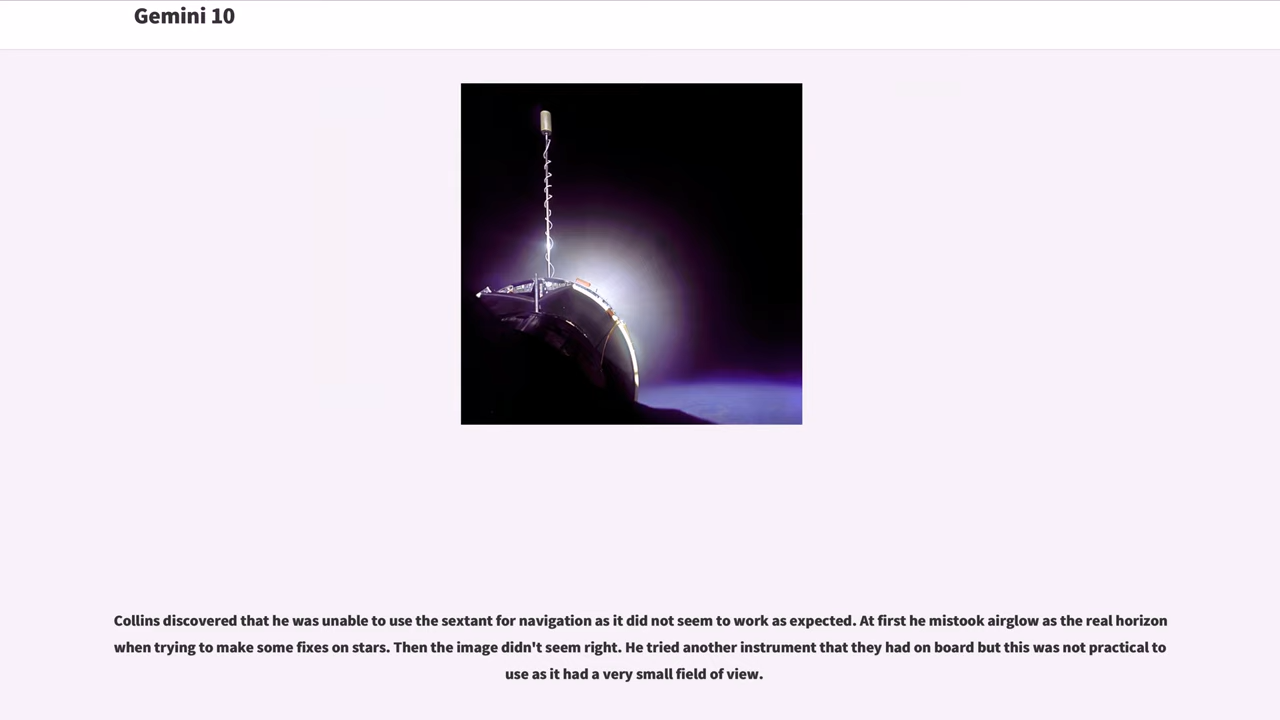 Gemini 10
Collins discovered that he was unable to use the sextant for navigation as it did not seem to work as expected. At first he mistook airglow as the real horizon
when trying to make some fixes on stars. Then the image didn't seem right. He tried another instrument that they had on board but this was not practical to
use as it had a very small field of view.